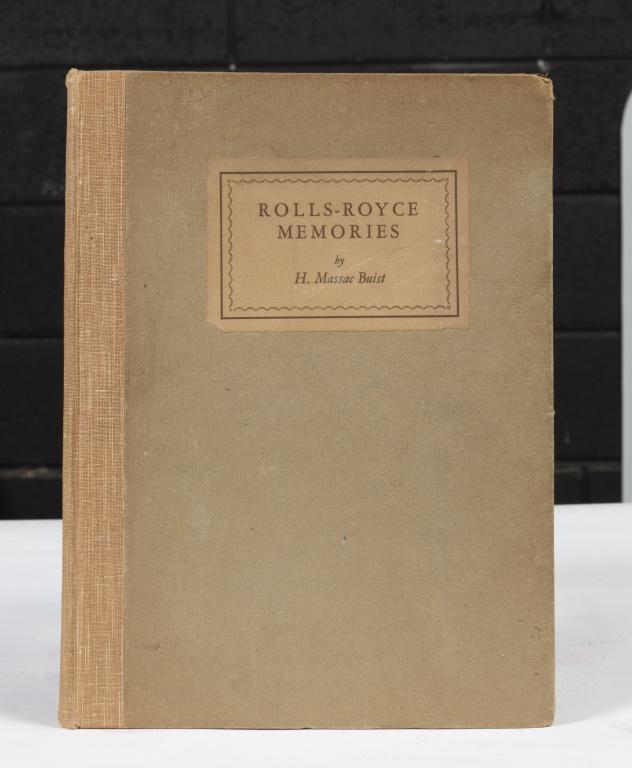 ROLLS-ROYCE
MEMORIES
by
H. Massac Buist